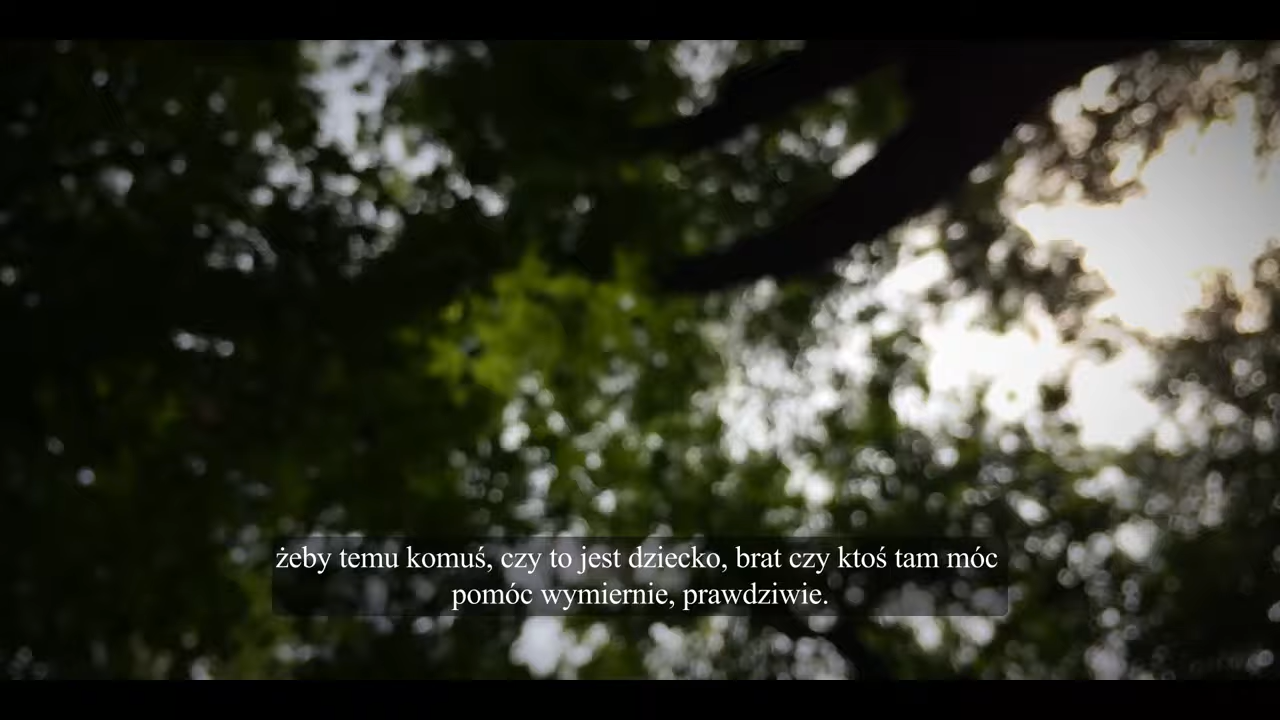 żeby temu komuś, czy to jest dziecko, brat czy ktoś tam móc
pomóc wymiernie, prawdziwie.